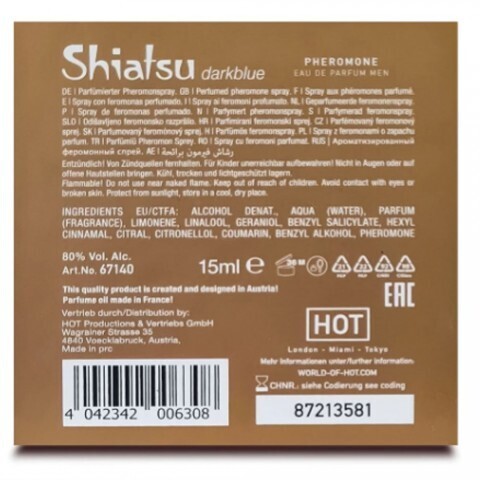 Shiatsu darkblue
PHEROMONE
EAU DE PARFUM MEN
DE | Parfümierter Pheromonspray. GB | Perfumed pheromone spray. F | Spray aux phéromones parfumé.
E | Spray con feromonas perfumado. I | Spray ai feromoni profumato. NL | Geparfumeerde feromonenspray.
P | Spray de feromonas perfumado. N | Parfymert pheromonspray. S | Parfymerad feromonspray.
SLO | Odišavljeno feromonsko razpršilo. HR | Parfimirani feromonski sprej. CZ | Parfumovaný feromonový
sprej. SK | Parfumovaný feromónový sprej. H | Parfümös feromonspray. PL | Spray z feromonami o zapachu
parfum. TR | Parfümlü Pheromon Sprey. RO | Spray cu feromoni parfumat. RUS | Ароматизированный
феромонный спрей. AE | رشاش فيرمون برائحة
Entzündlich! Von Zündquellen fernhalten. Für Kinder unerreichbar aufbewahren! Nicht in Augen oder auf
offene Hautstellen bringen. Kühl, trocken und lichtgeschützt lagern.
Flammable! Do not use near naked flame. Keep out of reach of children. Avoid contact with eyes or
broken skin. Protect from sunlight, store in a cool, dry place.
INGREDIENTS EU/CTFA: ALCOHOL DENAT., AQUA (WATER), PARFUM
(FRAGRANCE), LIMONENE, LINALOOL, GERANIOL, BENZYL SALICYLATE, HEXYL
CINNAMAL, CITRAL, CITRONELLOL, COUMARIN, BENZYL ALKOHOL, PHEROMONE
80% Vol. Alc.
Art.No. 67140
15ml e
36 M
This quality product is created and designed in Austria!
Parfume oil made in France!
Vertrieb durch/Distribution by:
HOT Productions & Vertriebs GmbH
Wagrainer Strasse 35
4840 Voecklabruck, Austria,
Made in prc
EAC
HOT
London - Miami - Tokyo
Mehr Informationen unter/further information
WORLD-OF-HOT.COM
CHNR.: siehe Codierung see coding
4 042342 006308
87213581